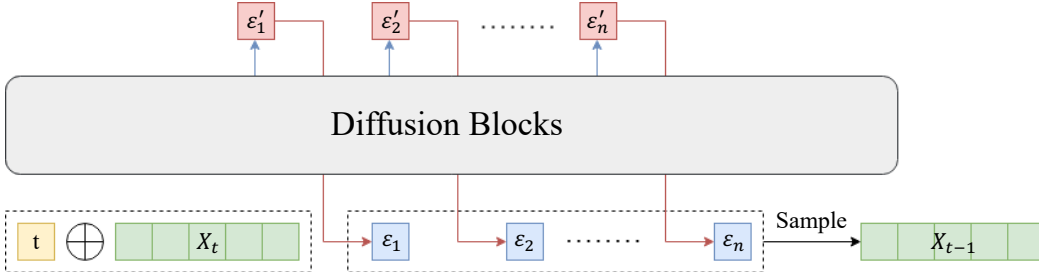 ε′₁ ε′₂ ........ ε′ₙ
Diffusion Blocks
t ⊕ Xₜ ε₁ ε₂ ........ εₙ Sample Xₜ₋₁